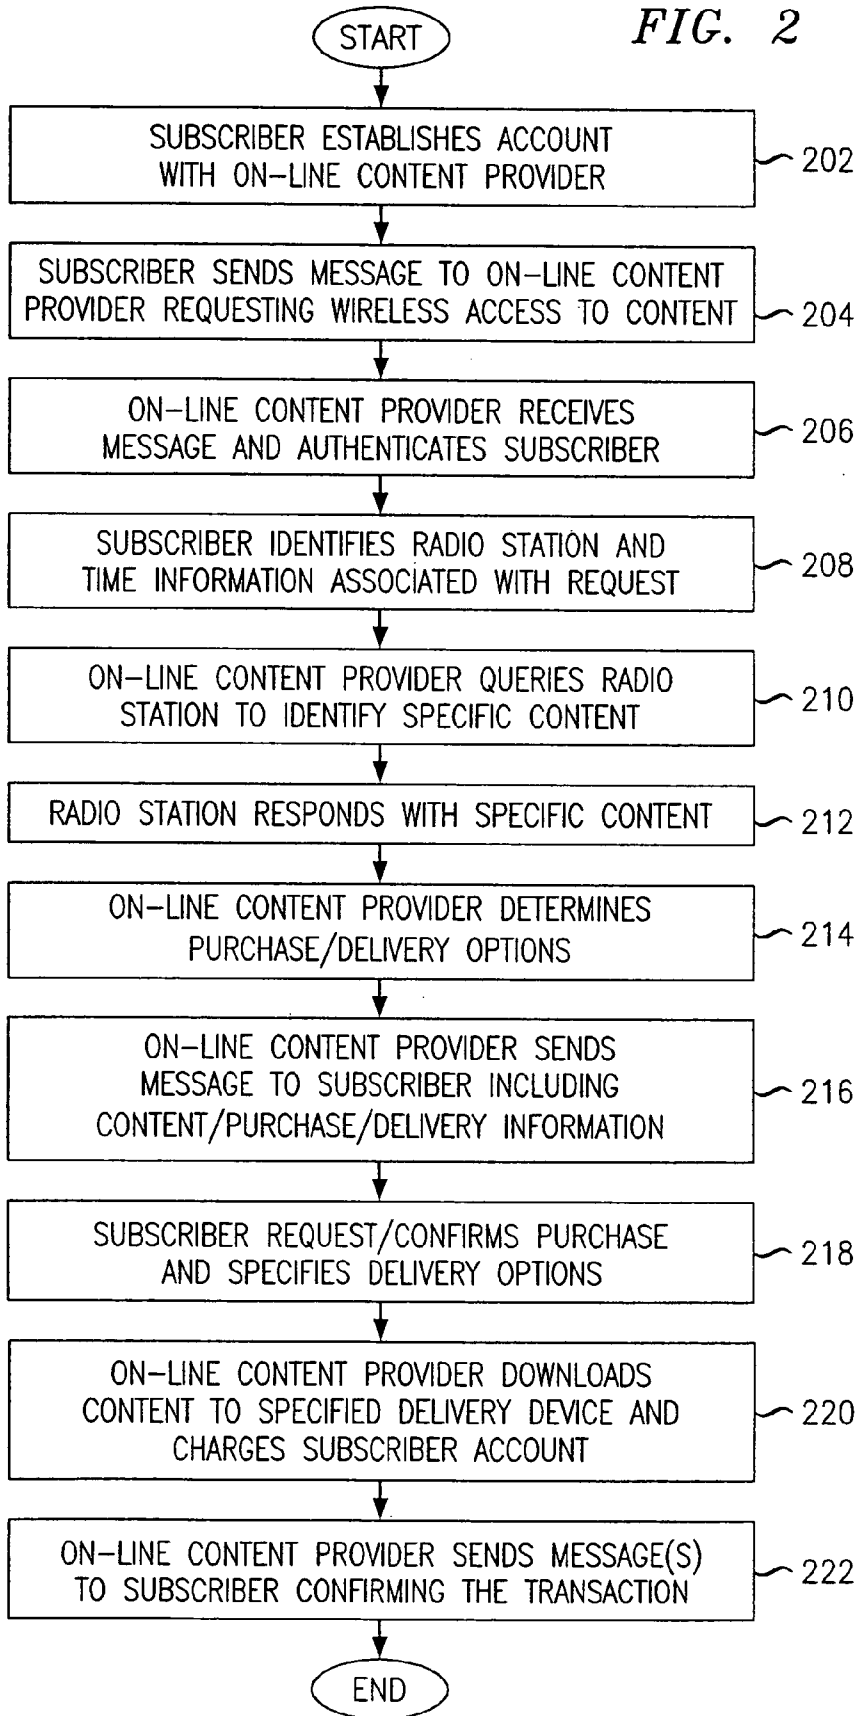 FIG. 2
START
SUBSCRIBER ESTABLISHES ACCOUNT
WITH ON-LINE CONTENT PROVIDER
202
SUBSCRIBER SENDS MESSAGE TO ON-LINE CONTENT
PROVIDER REQUESTING WIRELESS ACCESS TO CONTENT
204
ON-LINE CONTENT PROVIDER RECEIVES
MESSAGE AND AUTHENTICATES SUBSCRIBER
206
SUBSCRIBER IDENTIFIES RADIO STATION AND
TIME INFORMATION ASSOCIATED WITH REQUEST
208
ON-LINE CONTENT PROVIDER QUERIES RADIO
STATION TO IDENTIFY SPECIFIC CONTENT
210
RADIO STATION RESPONDS WITH SPECIFIC CONTENT
212
ON-LINE CONTENT PROVIDER DETERMINES
PURCHASE/DELIVERY OPTIONS
214
ON-LINE CONTENT PROVIDER SENDS
MESSAGE TO SUBSCRIBER INCLUDING
CONTENT/PURCHASE/DELIVERY INFORMATION
216
SUBSCRIBER REQUEST/CONFIRMS PURCHASE
AND SPECIFIES DELIVERY OPTIONS
218
ON-LINE CONTENT PROVIDER DOWNLOADS
CONTENT TO SPECIFIED DELIVERY DEVICE AND
CHARGES SUBSCRIBER ACCOUNT
220
ON-LINE CONTENT PROVIDER SENDS MESSAGE(S)
TO SUBSCRIBER CONFIRMING THE TRANSACTION
222
END